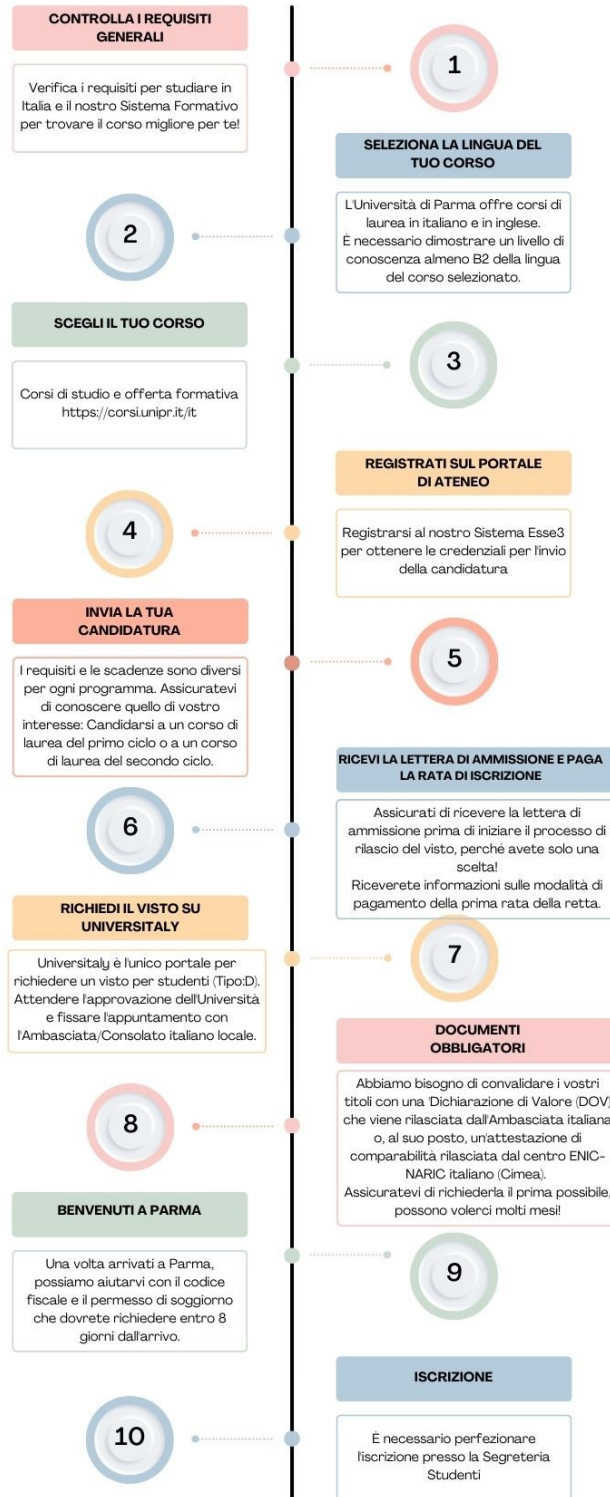 CONTROLLA I REQUISITI
GENERALI
1
Verifica i requisiti per studiare in
Italia e il nostro Sistema Formativo
per trovare il corso migliore per te!
SELEZIONA LA LINGUA DEL
TUO CORSO
2
L'Università di Parma offre corsi di
laurea in italiano e in inglese.
È necessario dimostrare un livello di
conoscenza almeno B2 della lingua
del corso selezionato.
SCEGLI IL TUO CORSO
3
Corsi di studio e offerta formativa
https://corsi.unipr.it/it
REGISTRATI SUL PORTALE
DI ATENEO
4
Registrarsi al nostro Sistema Esse3
per ottenere le credenziali per l'invio
della candidatura
INVIA LA TUA
CANDIDATURA
5
I requisiti e le scadenze sono diversi
per ogni programma. Assicuratevi
di conoscere quello di vostro
interesse: Candidarsi a un corso di
laurea del primo ciclo o a un corso
di laurea del secondo ciclo.
RICEVI LA LETTERA DI AMMISSIONE E PAGA
LA RATA DI ISCRIZIONE
6
Assicurati di ricevere la lettera di
ammissione prima di iniziare il processo di
rilascio del visto, perché avete solo una
scelta!
Riceverete informazioni sulle modalità di
pagamento della prima rata della retta.
RICHIEDI IL VISTO SU
UNIVERSITALY
7
Universitaly è l'unico portale per
richiedere un visto per studenti (Tipo:D).
Attendere l'approvazione dell'Università
e fissare l'appuntamento con
l'Ambasciata/Consolato italiano locale.
DOCUMENTI
OBBLIGATORI
8
Abbiamo bisogno di convalidare i vostri
titoli con una 'Dichiarazione di Valore (DOV)
che viene rilasciata dall'Ambasciata italiana
o, al suo posto, un'attestazione di
comparabilità rilasciata dal centro ENIC-
NARIC italiano (Cimea).
Assicuratevi di richiederla il prima possibile,
possono volerci molti mesi!
BENVENUTI A PARMA
9
Una volta arrivati a Parma,
possiamo aiutarvi con il codice
fiscale e il permesso di soggiorno
che dovrete richiedere entro 8
giorni dall'arrivo.
ISCRIZIONE
10
È necessario perfezionare
l'iscrizione presso la Segreteria
Studenti